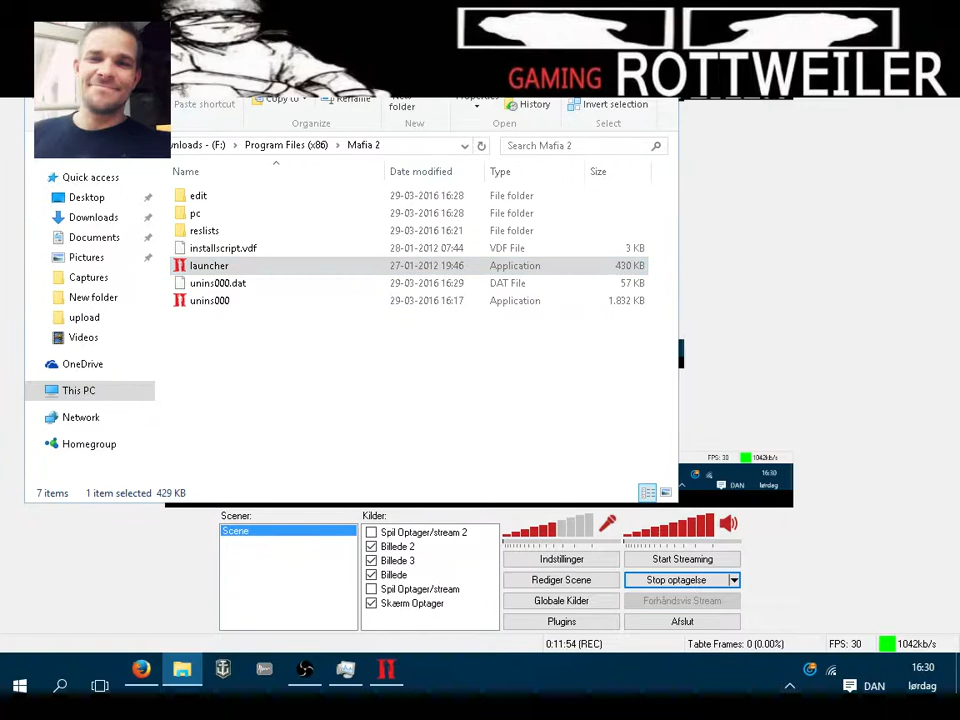 GAMING ROTTWEILER
Paste shortcut
Copy to
Rename
folder
Properties
History
Invert selection
Organize
New
Open
Select
nloads - (F:) > Program Files (x86) > Mafia 2
Search Mafia 2
Name Date modified Type Size
Quick access
Desktop
Downloads
Documents
Pictures
Captures
New folder
upload
Videos
OneDrive
This PC
Network
Homegroup
edit 29-03-2016 16:28 File folder
pc 29-03-2016 16:28 File folder
reslists 29-03-2016 16:21 File folder
installscript.vdf 28-01-2012 07:44 VDF File 3 KB
launcher 27-01-2012 19:46 Application 430 KB
unins000.dat 29-03-2016 16:29 DAT File 57 KB
unins000 29-03-2016 16:17 Application 1.832 KB
7 items 1 item selected 429 KB
FPS: 30 1042kb/s
16:30
DAN lørdag
Scener:
Scene
Kilder:
Spil Optager/stream 2
Billede 2
Billede 3
Billede
Spil Optager/stream
Skærm Optager
Indstillinger
Start Streaming
Rediger Scene
Stop optagelse
Globale Kilder
Forhåndsvis Stream
Plugins
Afslut
0:11:54 (REC)
Tabte Frames: 0 (0.00%)
FPS: 30
1042kb/s
16:30
DAN lørdag